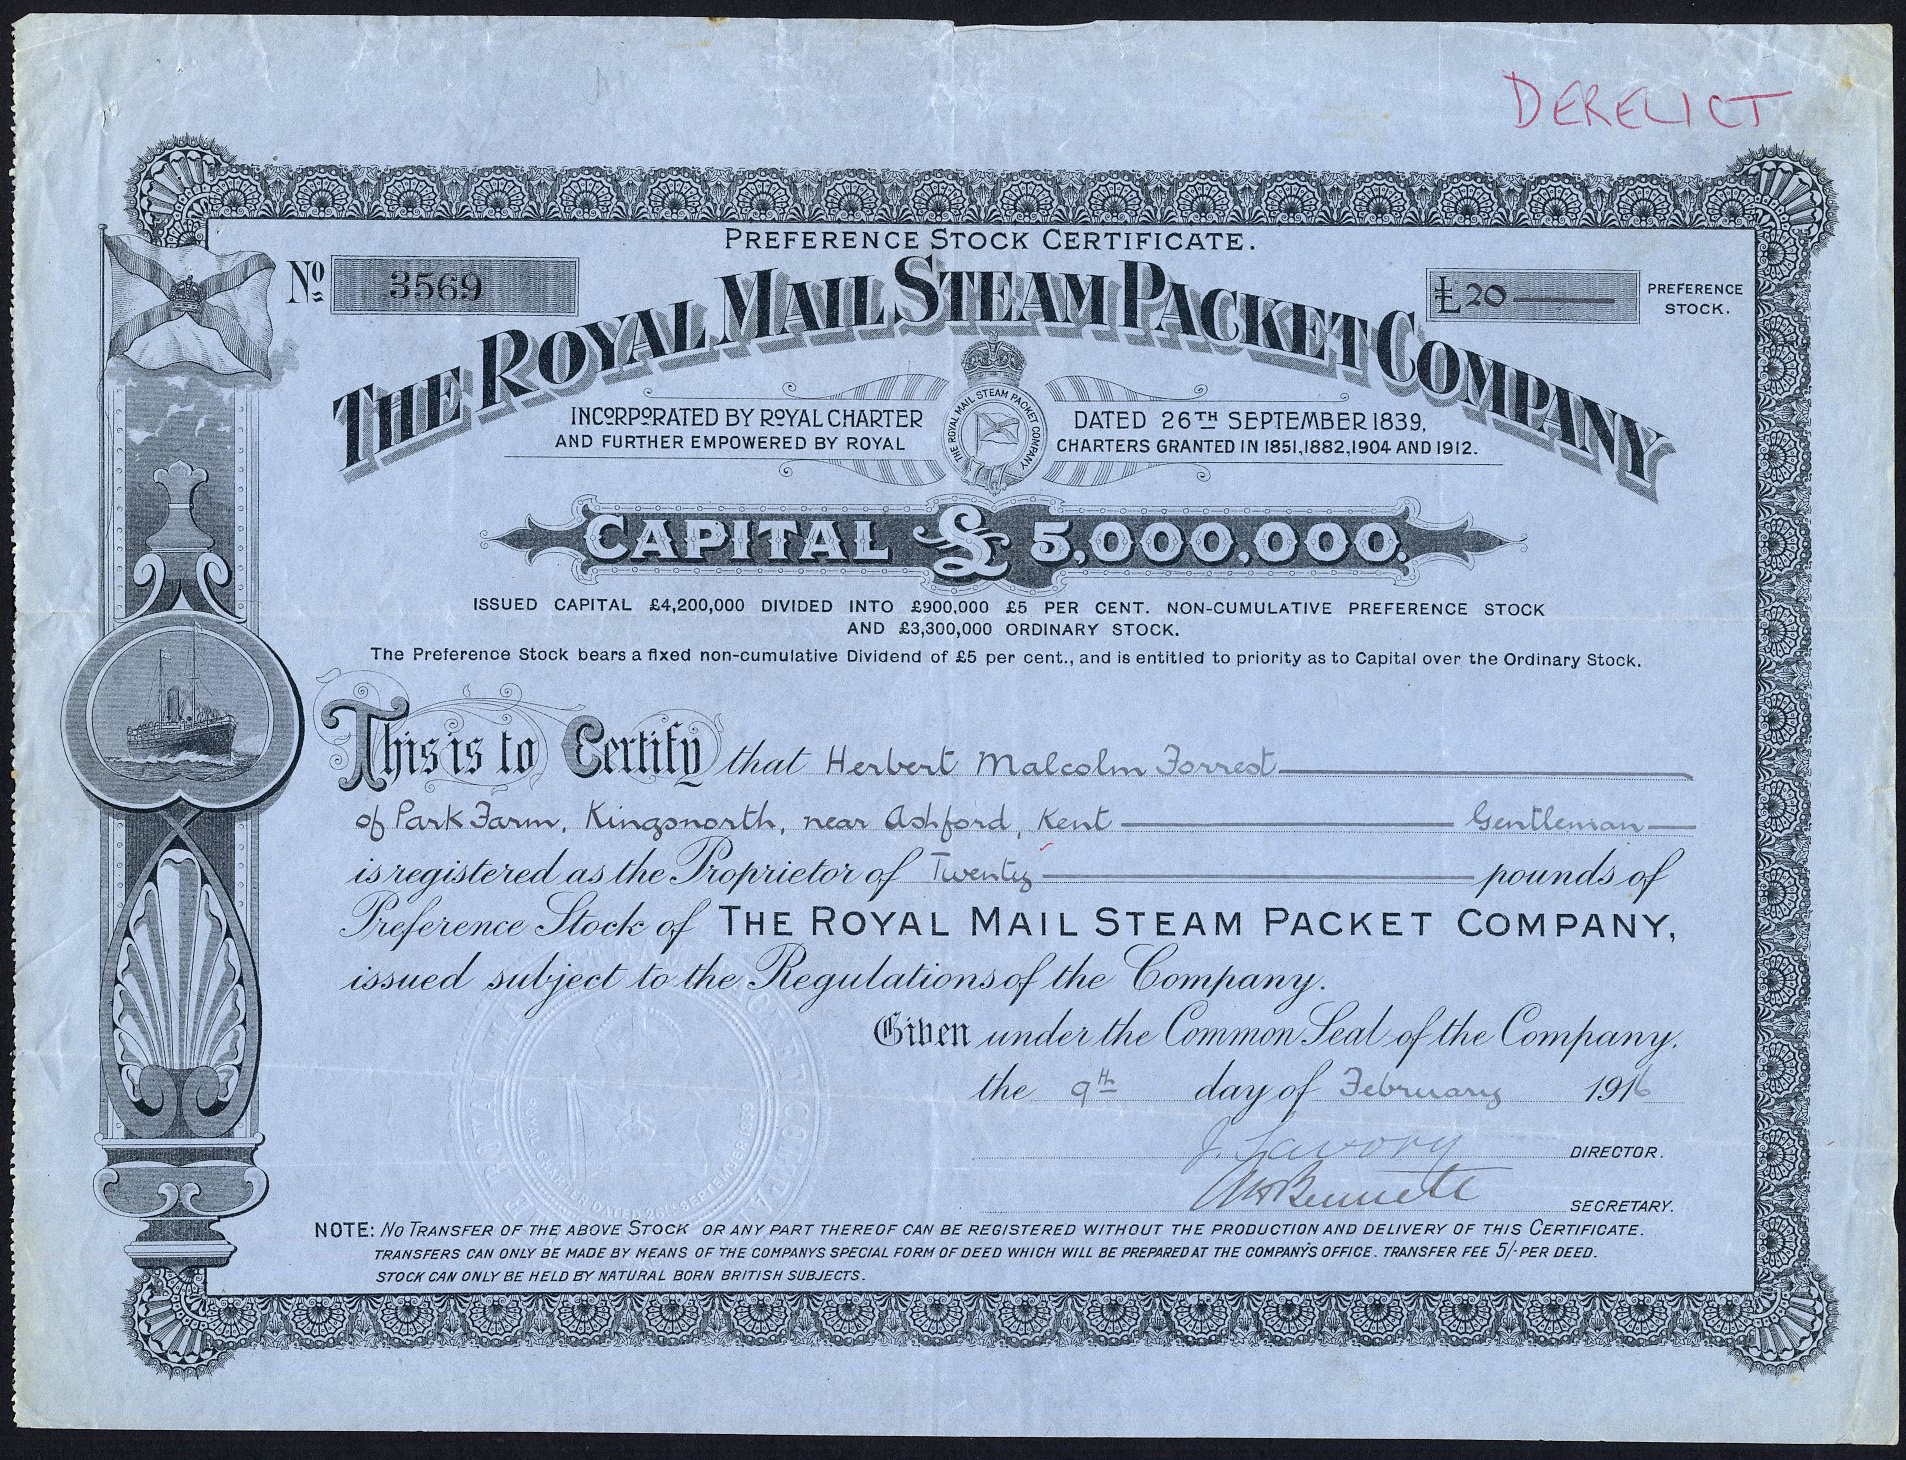 DERELICT
PREFERENCE STOCK CERTIFICATE.
No 3569
£20 PREFERENCE STOCK.
THE ROYAL MAIL STEAM PACKET COMPANY
THE ROYAL MAIL STEAM PACKET COMPANY
INCORPORATED BY ROYAL CHARTER DATED 26TH SEPTEMBER 1839,
AND FURTHER EMPOWERED BY ROYAL CHARTERS GRANTED IN 1851, 1882, 1904 AND 1912.
CAPITAL £ 5,000,000.
ISSUED CAPITAL £4,200,000 DIVIDED INTO £900,000 £5 PER CENT. NON-CUMULATIVE PREFERENCE STOCK
AND £3,300,000 ORDINARY STOCK.
The Preference Stock bears a fixed non-cumulative Dividend of £5 per cent., and is entitled to priority as to Capital over the Ordinary Stock.
This is to Certify that Herbert Malcolm Forrest
of Park Farm, Kingsnorth, near Ashford, Kent Gentleman
is registered as the Proprietor of Twenty pounds of
Preference Stock of THE ROYAL MAIL STEAM PACKET COMPANY,
issued subject to the Regulations of the Company.
Given under the Common Seal of the Company.
the 9th day of February 1916
J. Lavory DIRECTOR.
Bennett SECRETARY.
ROYAL CHARTER DATED 26TH SEPTEMBER 1839
NOTE: NO TRANSFER OF THE ABOVE STOCK OR ANY PART THEREOF CAN BE REGISTERED WITHOUT THE PRODUCTION AND DELIVERY OF THIS CERTIFICATE.
TRANSFERS CAN ONLY BE MADE BY MEANS OF THE COMPANYS SPECIAL FORM OF DEED WHICH WILL BE PREPARED AT THE COMPANY'S OFFICE. TRANSFER FEE 5/- PER DEED.
STOCK CAN ONLY BE HELD BY NATURAL BORN BRITISH SUBJECTS.